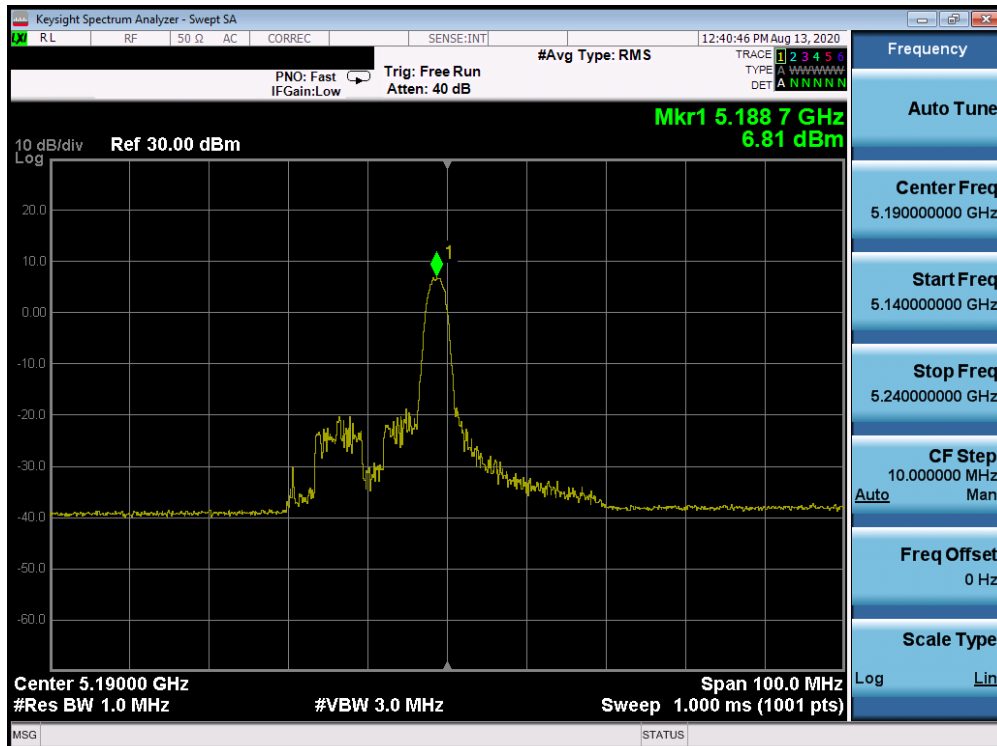 Keysight Spectrum Analyzer - Swept SA
LXI RL RF 50 Ω AC CORREC SENSE:INT 12:40:46 PM Aug 13, 2020
#Avg Type: RMS TRACE 1 2 3 4 5 6
PNO: Fast Trig: Free Run TYPE A WWWWW
IFGain:Low Atten: 40 dB DET A N N N N N
Mkr1 5.188 7 GHz
6.81 dBm
10 dB/div Ref 30.00 dBm
Log
20.0
1
10.0
0.00
-10.0
-20.0
-30.0
-40.0
-50.0
-60.0
Center 5.19000 GHz Span 100.0 MHz
#Res BW 1.0 MHz #VBW 3.0 MHz Sweep 1.000 ms (1001 pts)
MSG STATUS
Frequency
Auto Tune
Center Freq
5.190000000 GHz
Start Freq
5.140000000 GHz
Stop Freq
5.240000000 GHz
CF Step
10.000000 MHz
Auto Man
Freq Offset
0 Hz
Scale Type
Log Lin